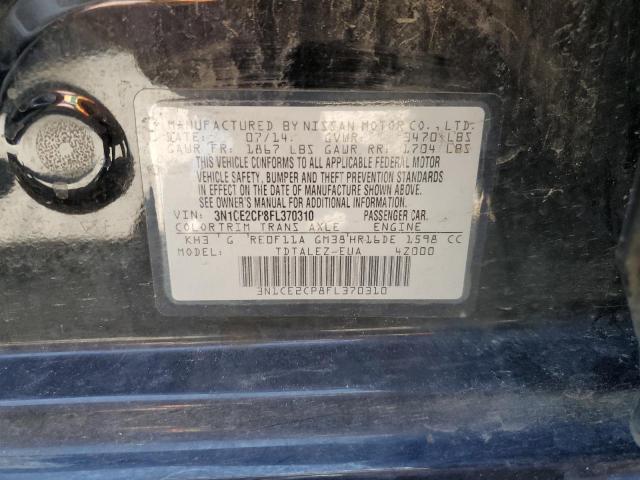 MANUFACTURED BY NISSAN MOTOR CO., LTD.
DATE: 07/14 GVWR 3470 LBS
GAWR FR: 1867 LBS GAWR RR: 1704 LBS
THIS VEHICLE CONFORMS TO ALL APPLICABLE FEDERAL MOTOR
VEHICLE SAFETY, BUMPER AND THEFT PREVENTION STANDARDS
IN EFFECT ON THE DATE OF MANUFACTURE SHOWN ABOVE.
SEE OWNER'S MANUAL FOR ADDITIONAL INFORMATION.
VIN: 3N1CE2CP8FL370310 PASSENGER CAR.
COLOR TRIM TRANS AXLE ENGINE
KH3 G RE0F11A GM38 HR16DE 1598 CC
MODEL: TDTALEZ-EUA 4Z000
3N1CE2CP8FL370310